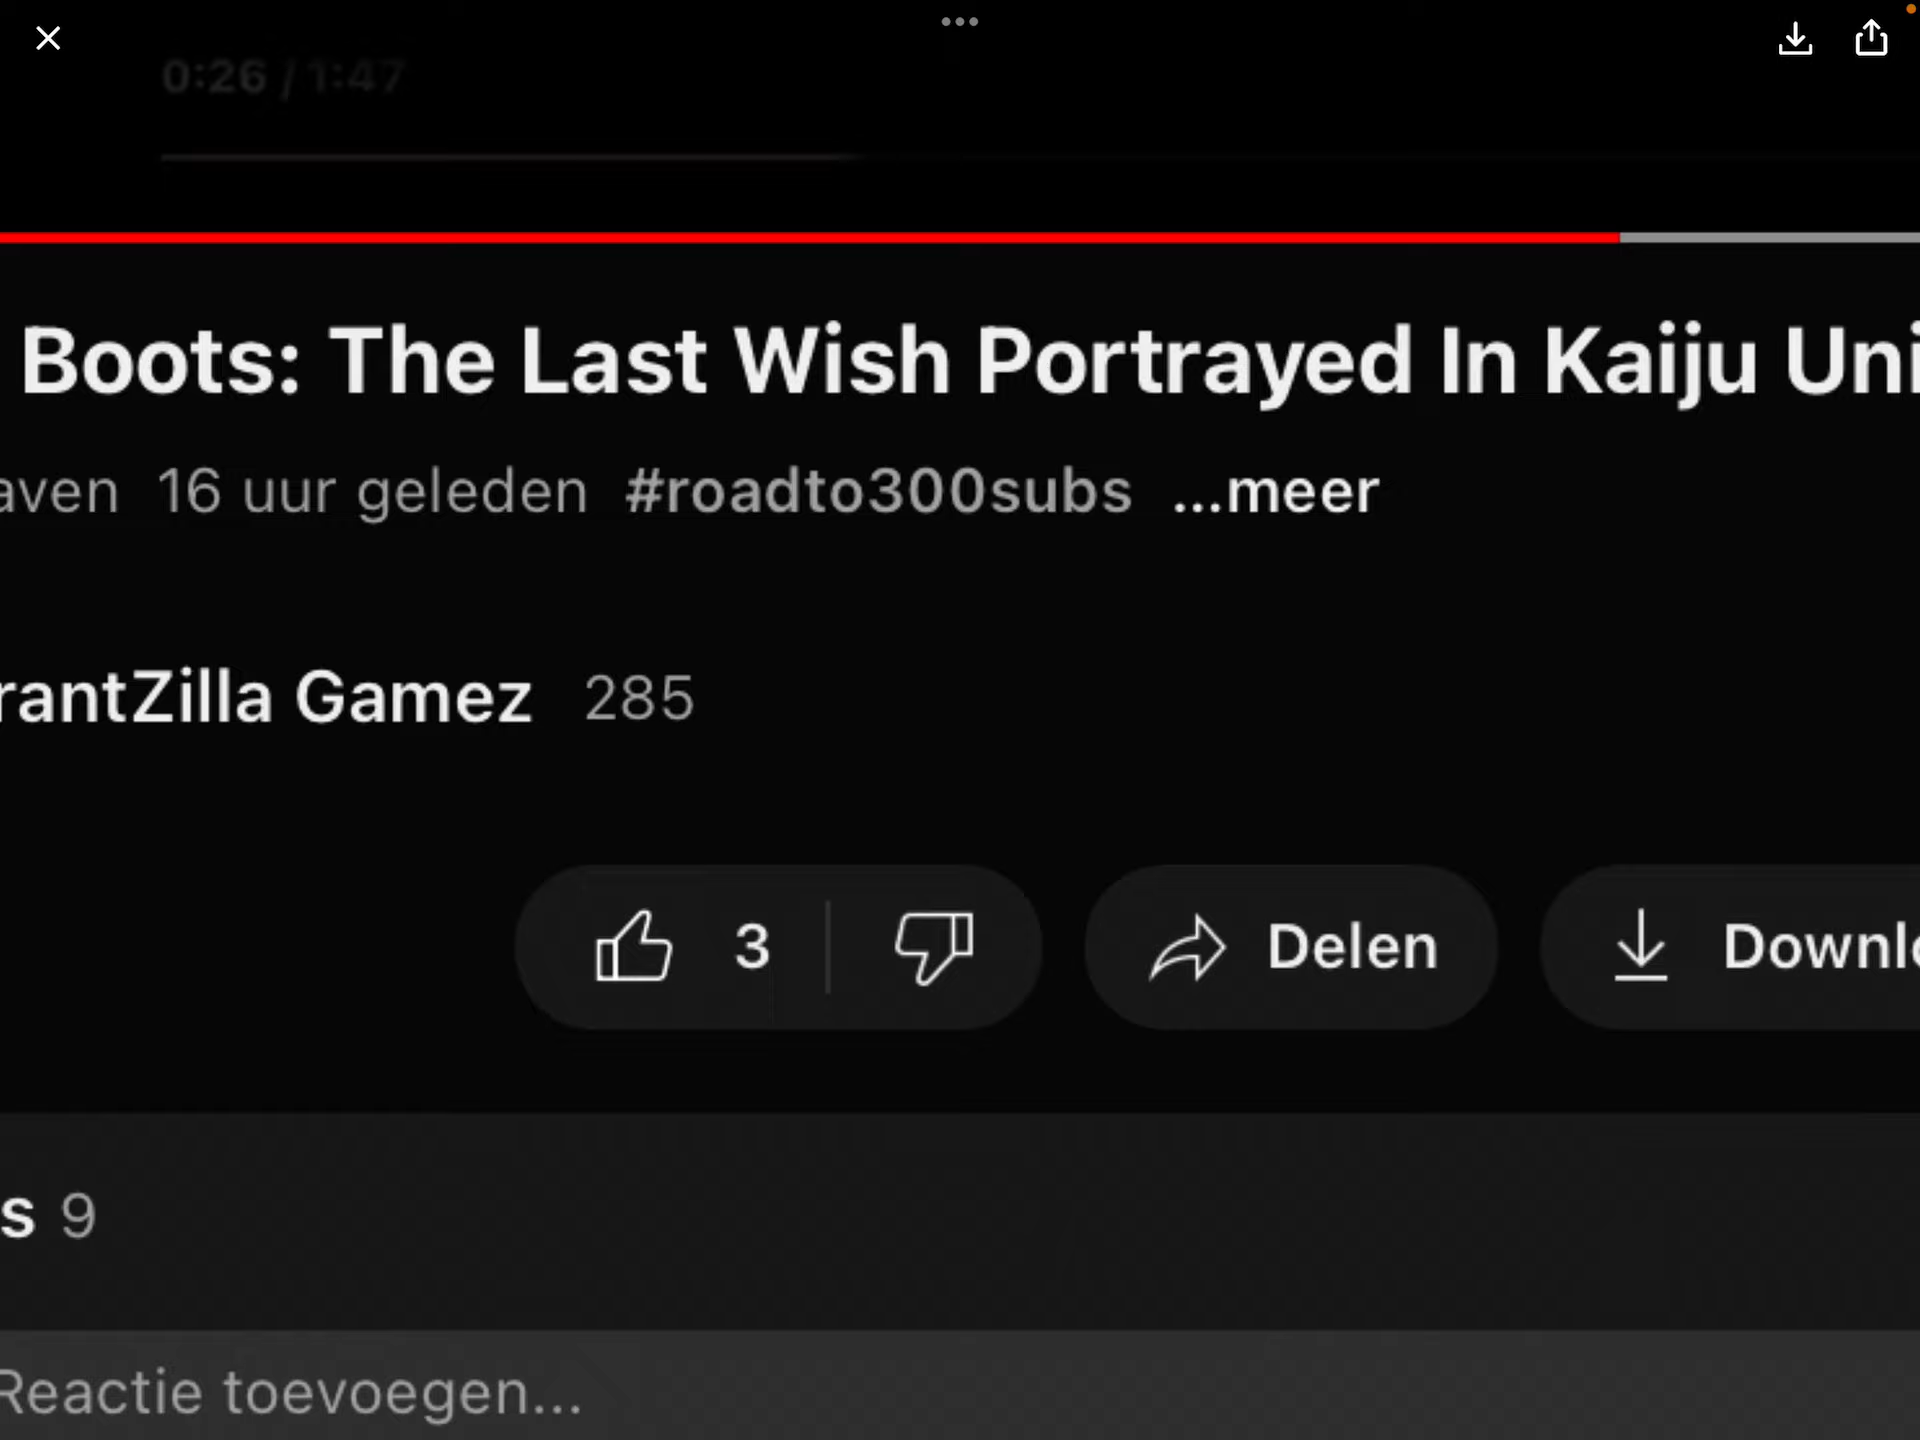 0:26 / 1:47
Boots: The Last Wish Portrayed In Kaiju Uni
aven 16 uur geleden #roadto300subs ...meer
rantZilla Gamez 285
3 Delen Downlo
s 9
Reactie toevoegen...